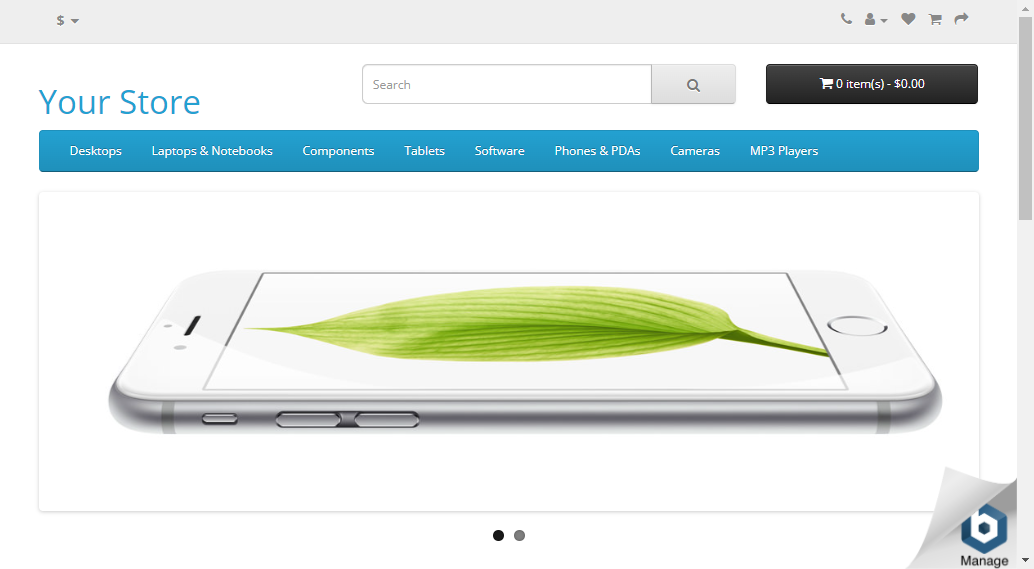 $
Your Store
Search
0 item(s) - $0.00
Desktops
Laptops & Notebooks
Components
Tablets
Software
Phones & PDAs
Cameras
MP3 Players
Manage